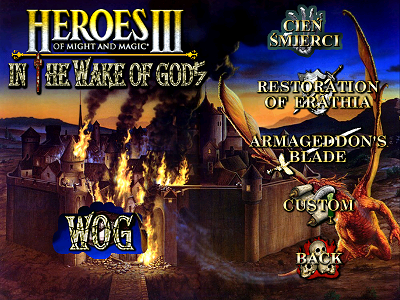 HEROES III
OF MIGHT AND MAGIC®
IN THE WAKE OF GODS
WOG
CIEŃ
ŚMIERCI
RESTORATION
OF ERATHIA
ARMAGEDDON'S
BLADE
CUSTOM
BACK